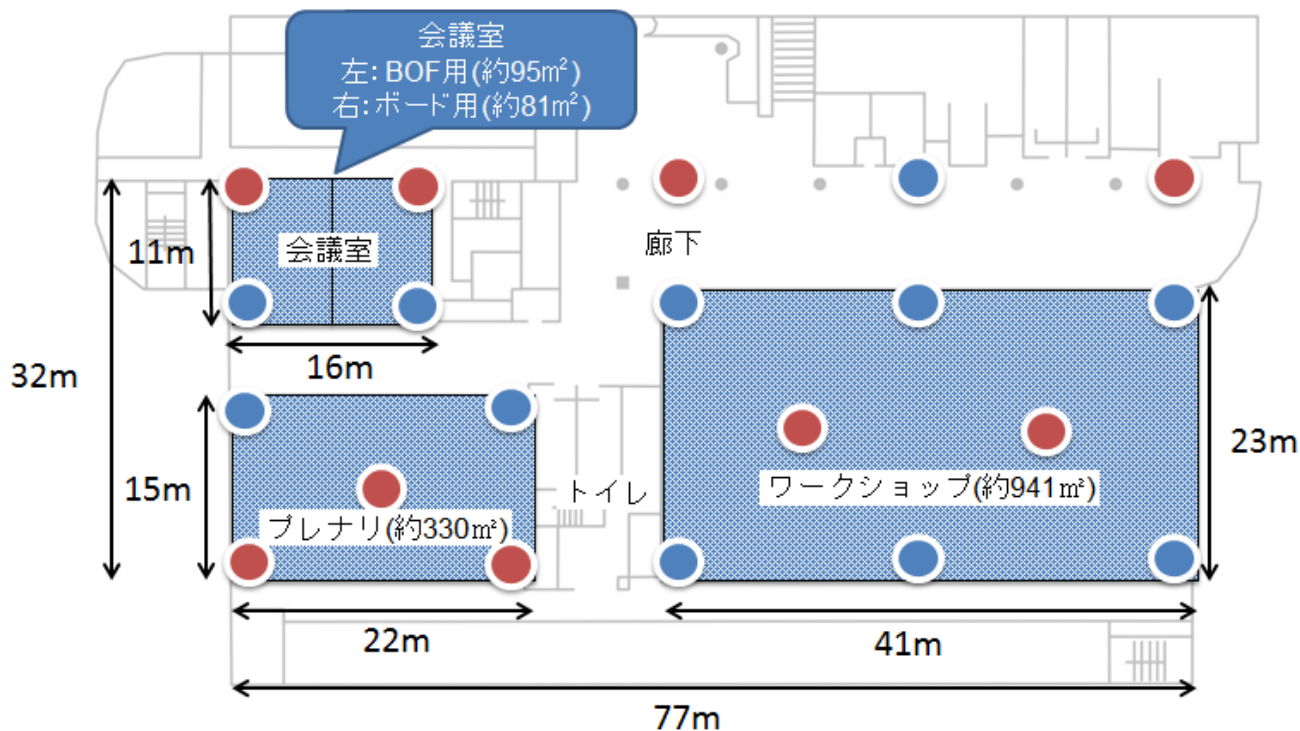 会議室
左: BOF用(約95㎡)
右: ボード用(約81㎡)
11m
会議室
廊下
32m
16m
15m
プレナリ(約330㎡)
トイレ
ワークショップ(約941㎡)
23m
22m
41m
77m